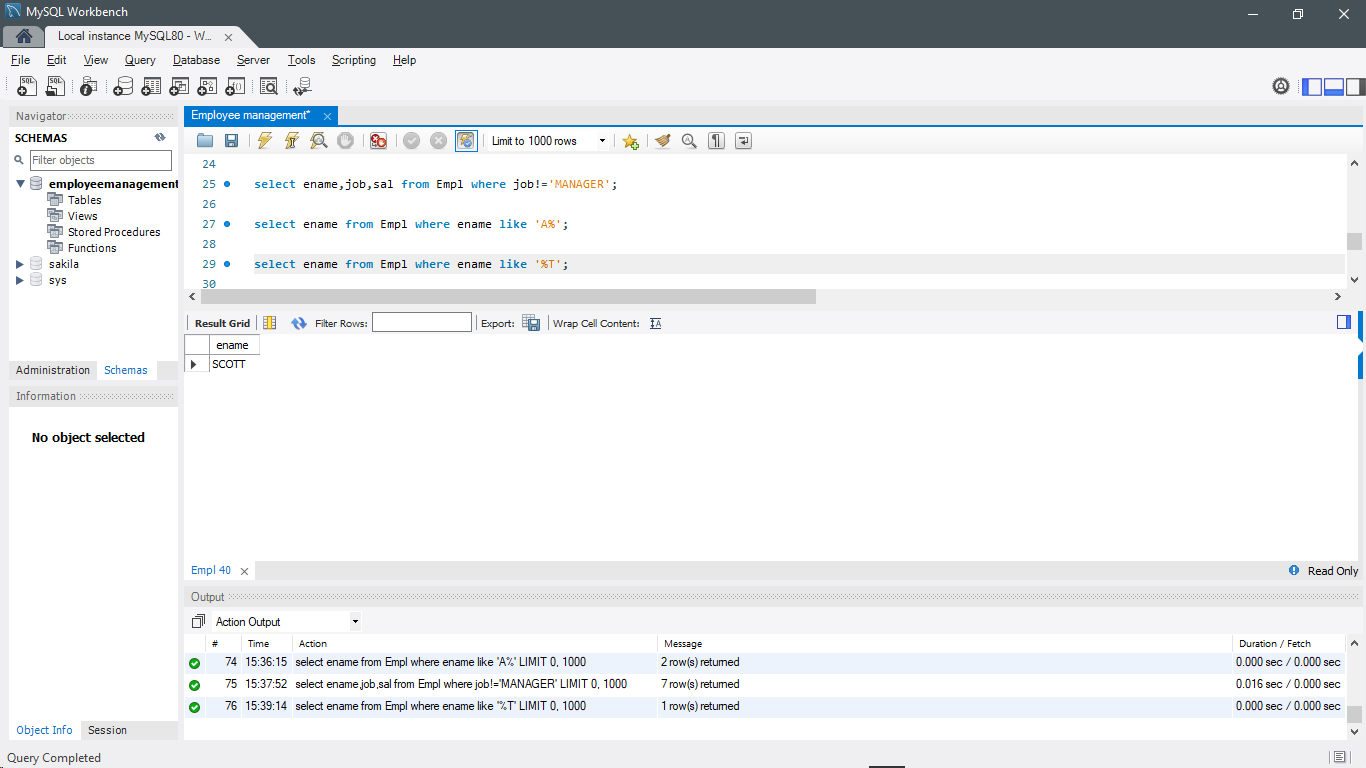 MySQL Workbench
Local instance MySQL80 - W...
File Edit View Query Database Server Tools Scripting Help
Navigator
SCHEMAS
Filter objects
employeemanagement
Tables
Views
Stored Procedures
Functions
sakila
sys
Administration Schemas
Information
No object selected
Object Info Session
Employee management*
Limit to 1000 rows
24
25 select ename,job,sal from Empl where job!='MANAGER';
26
27 select ename from Empl where ename like 'A%';
28
29 select ename from Empl where ename like '%T';
30
Result Grid Filter Rows: Export: Wrap Cell Content:
ename
SCOTT
Empl 40 Read Only
Output
Action Output
# Time Action Message Duration / Fetch
74 15:36:15 select ename from Empl where ename like 'A%' LIMIT 0, 1000 2 row(s) returned 0.000 sec / 0.000 sec
75 15:37:52 select ename,job,sal from Empl where job!='MANAGER' LIMIT 0, 1000 7 row(s) returned 0.016 sec / 0.000 sec
76 15:39:14 select ename from Empl where ename like '%T' LIMIT 0, 1000 1 row(s) returned 0.000 sec / 0.000 sec
Query Completed